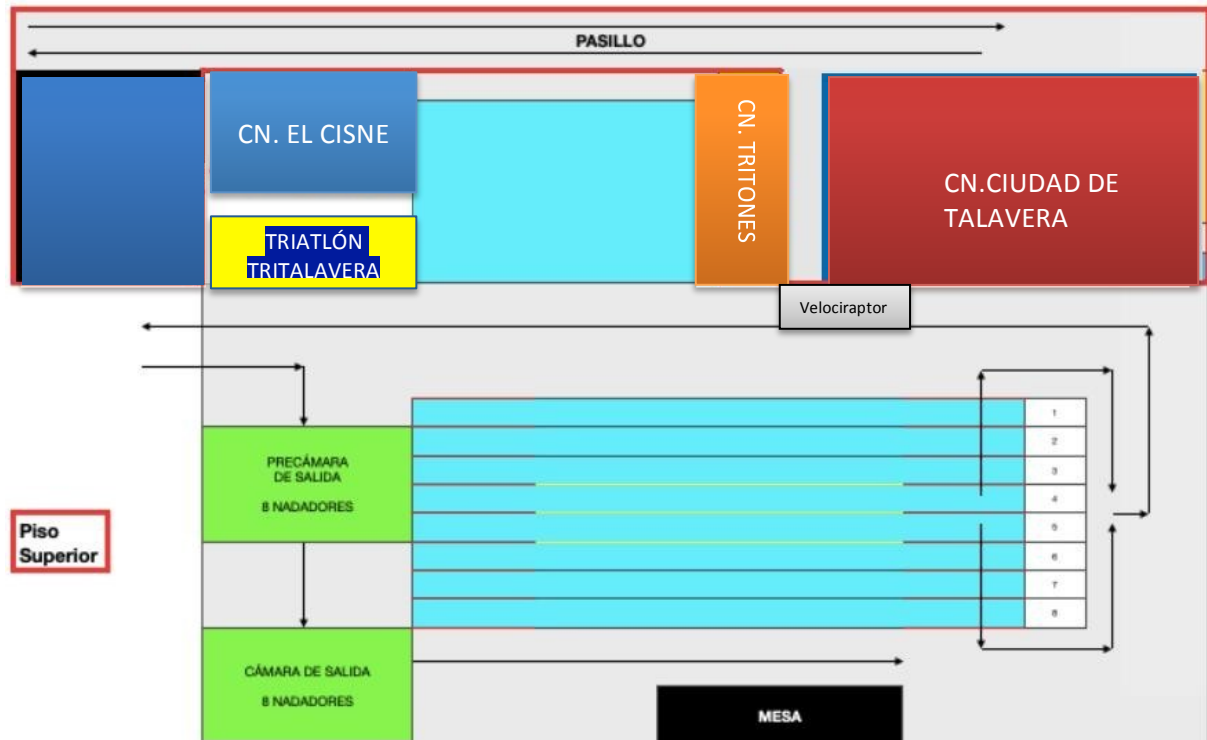 PASILLO
CN. EL CISNE
TRIATLÓN
TRITALAVERA
CN. TRITONES
CN.CIUDAD DE
TALAVERA
Velociraptor
1
2
3
4
5
6
7
8
PRECÁMARA
DE SALIDA
8 NADADORES
Piso
Superior
CÁMARA DE SALIDA
8 NADADORES
MESA